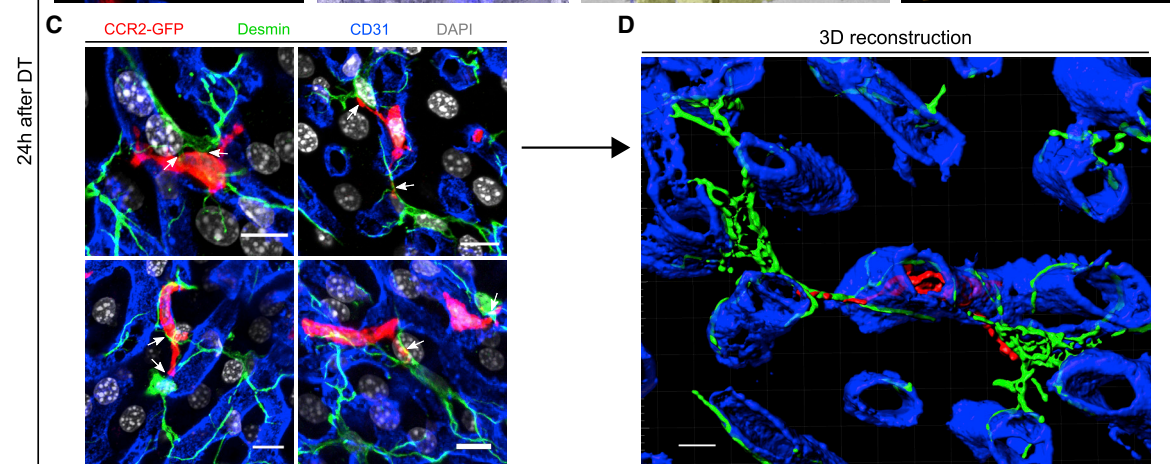 C
CCR2-GFP Desmin CD31 DAPI
24h after DT
D
3D reconstruction